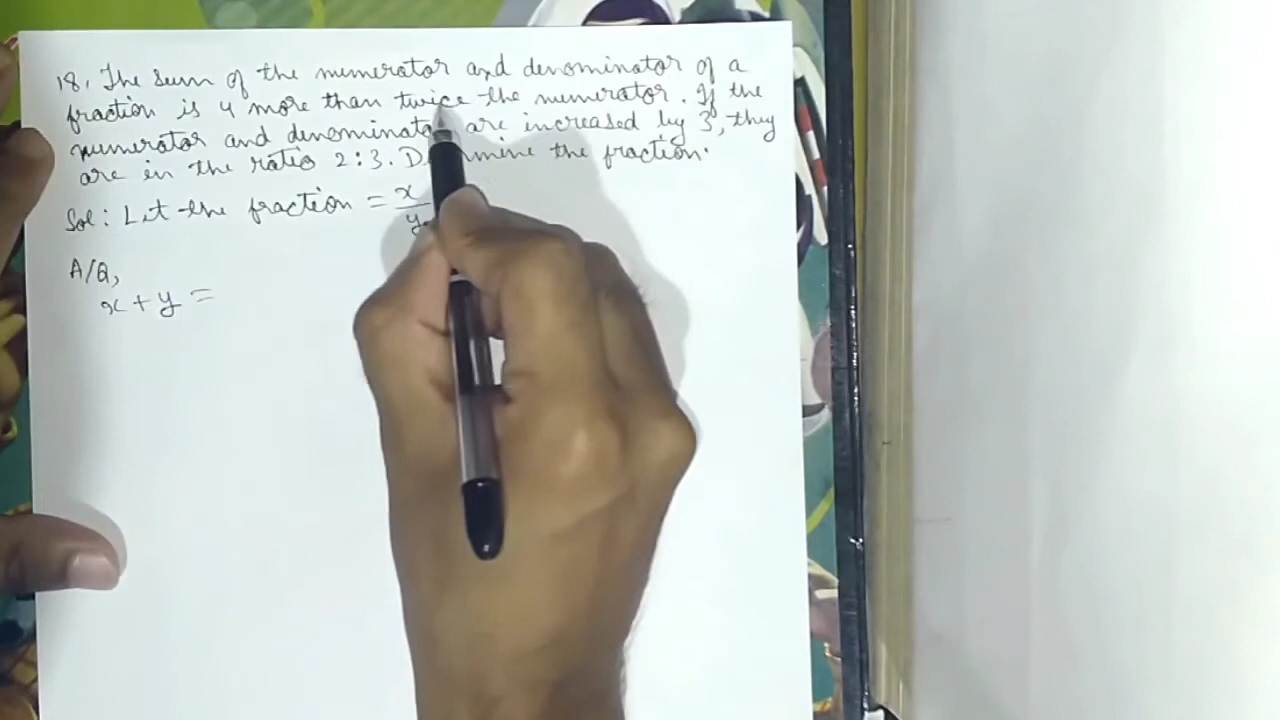 18. The sum of the numerator and denominator of a
fraction is 4 more than twice the numerator. If the
numerator and denominator are increased by 3, they
are in the ratio 2:3. D mine the fraction.
Sol: Let the fraction = x/y
A/Q,
x + y =